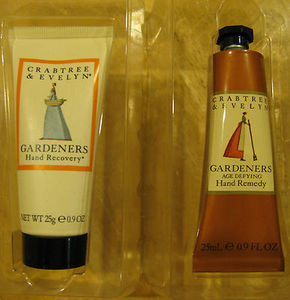 CRABTREE
& EVELYN®
GARDENERS
Hand Recovery*
NET WT 25g ℮ 0.9 OZ
CRABTREE
& EVELYN®
GARDENERS
AGE DEFYING
Hand Remedy
25mL ℮ 0.9 FL OZ